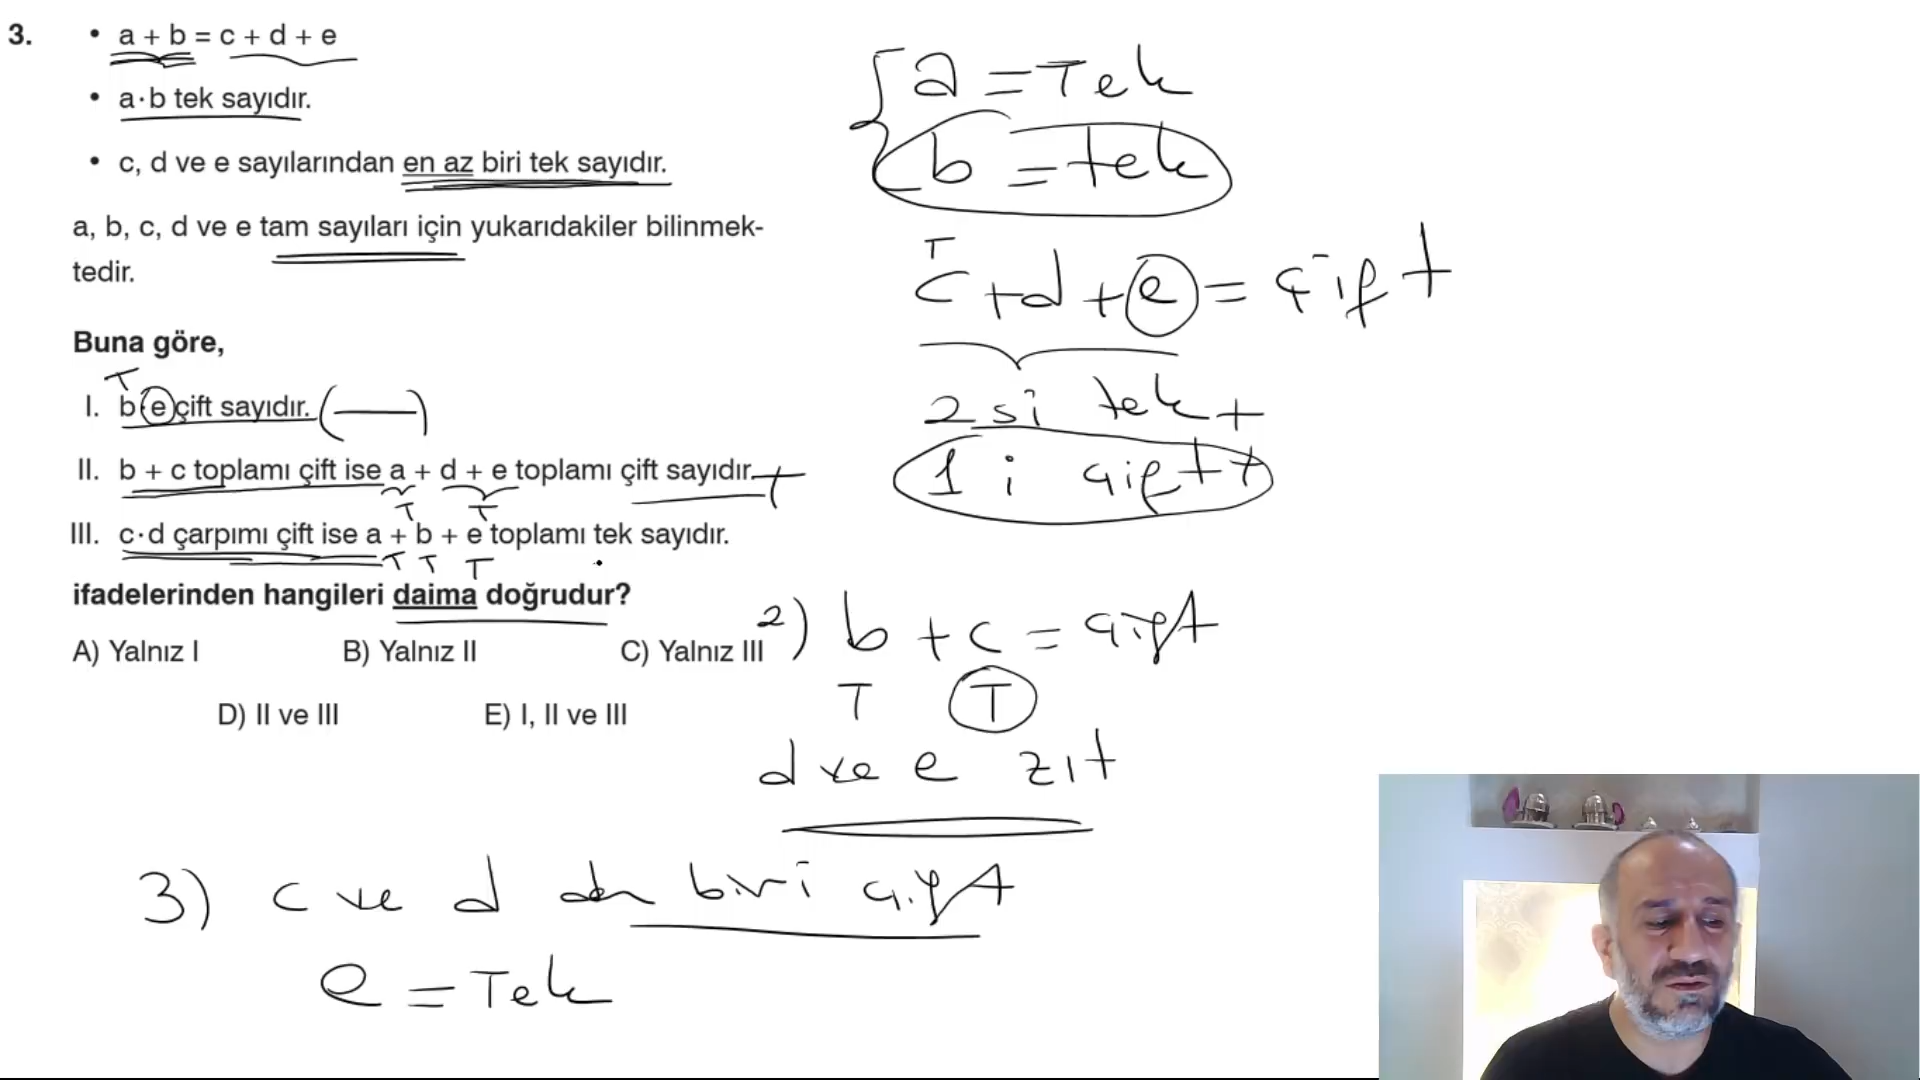 3. • a + b = c + d + e
• a·b tek sayıdır.
• c, d ve e sayılarından en az biri tek sayıdır.
a, b, c, d ve e tam sayıları için yukarıdakiler bilinmek-
tedir.
Buna göre,
T
I. b·e çift sayıdır. (—)
II. b + c toplamı çift ise a + d + e toplamı çift sayıdır. +
T T
III. c·d çarpımı çift ise a + b + e toplamı tek sayıdır.
T T T
ifadelerinden hangileri daima doğrudur?
A) Yalnız I B) Yalnız II C) Yalnız III
D) II ve III E) I, II ve III
a = Tek
b = tek
T
c + d + e = çift
2 si tek +
1 i çift +
2) b + c = çift
T T
d ve e zıt
3) c ve d den biri çift
e = Tek